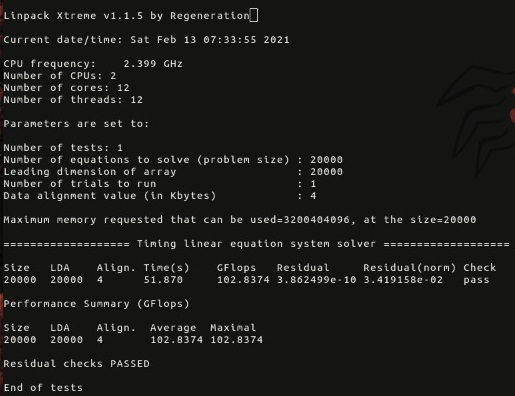 Linpack Xtreme v1.1.5 by Regeneration
Current date/time: Sat Feb 13 07:33:55 2021
CPU frequency:    2.399 GHz
Number of CPUs: 2
Number of cores: 12
Number of threads: 12
Parameters are set to:
Number of tests: 1
Number of equations to solve (problem size) : 20000
Leading dimension of array                  : 20000
Number of trials to run                     : 1
Data alignment value (in Kbytes)            : 4
Maximum memory requested that can be used=3200404096, at the size=20000
=================== Timing linear equation system solver ===================
Size   LDA    Align. Time(s)    GFlops   Residual     Residual(norm) Check
20000  20000  4      51.870     102.8374 3.862499e-10 3.419158e-02   pass
Performance Summary (GFlops)
Size   LDA    Align.  Average  Maximal
20000  20000  4       102.8374 102.8374
Residual checks PASSED
End of tests